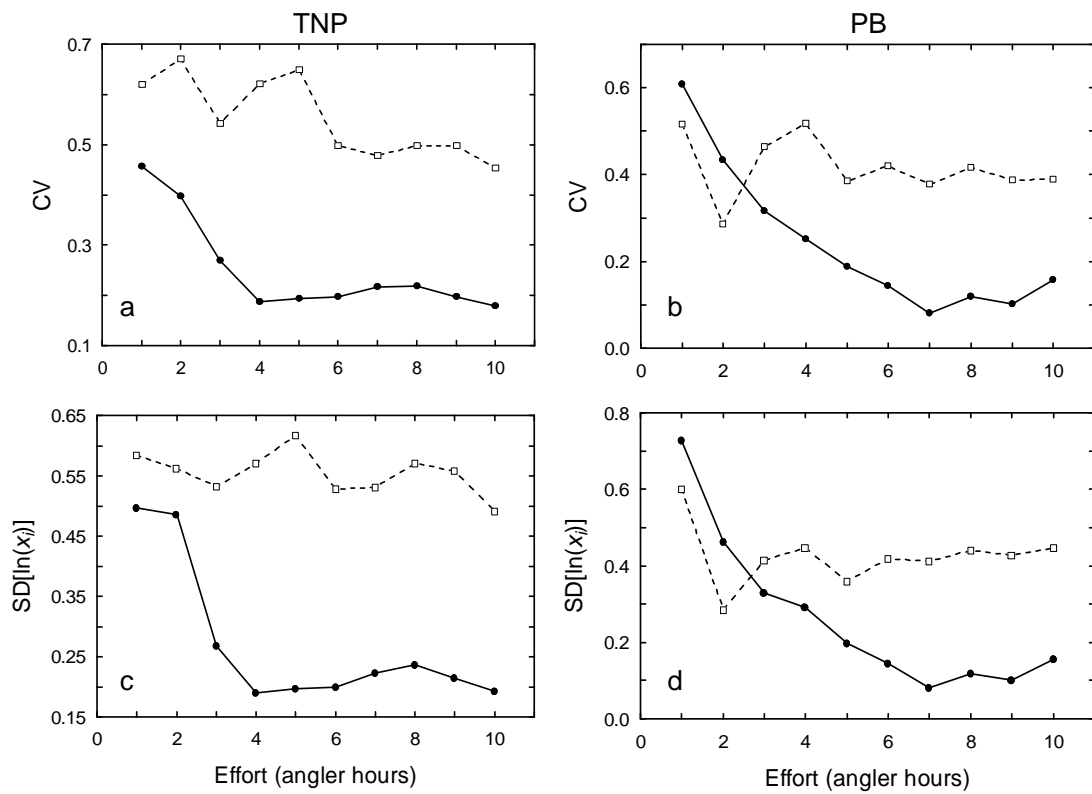 TNP
PB
0.7
0.5
0.3
0.1
CV
a
0 2 4 6 8 10
0.6
0.4
0.2
0.0
CV
b
0 2 4 6 8 10
0.65
0.55
0.45
0.35
0.25
0.15
SD[ln(xi)]
c
0 2 4 6 8 10
Effort (angler hours)
0.8
0.6
0.4
0.2
0.0
SD[ln(xi)]
d
0 2 4 6 8 10
Effort (angler hours)